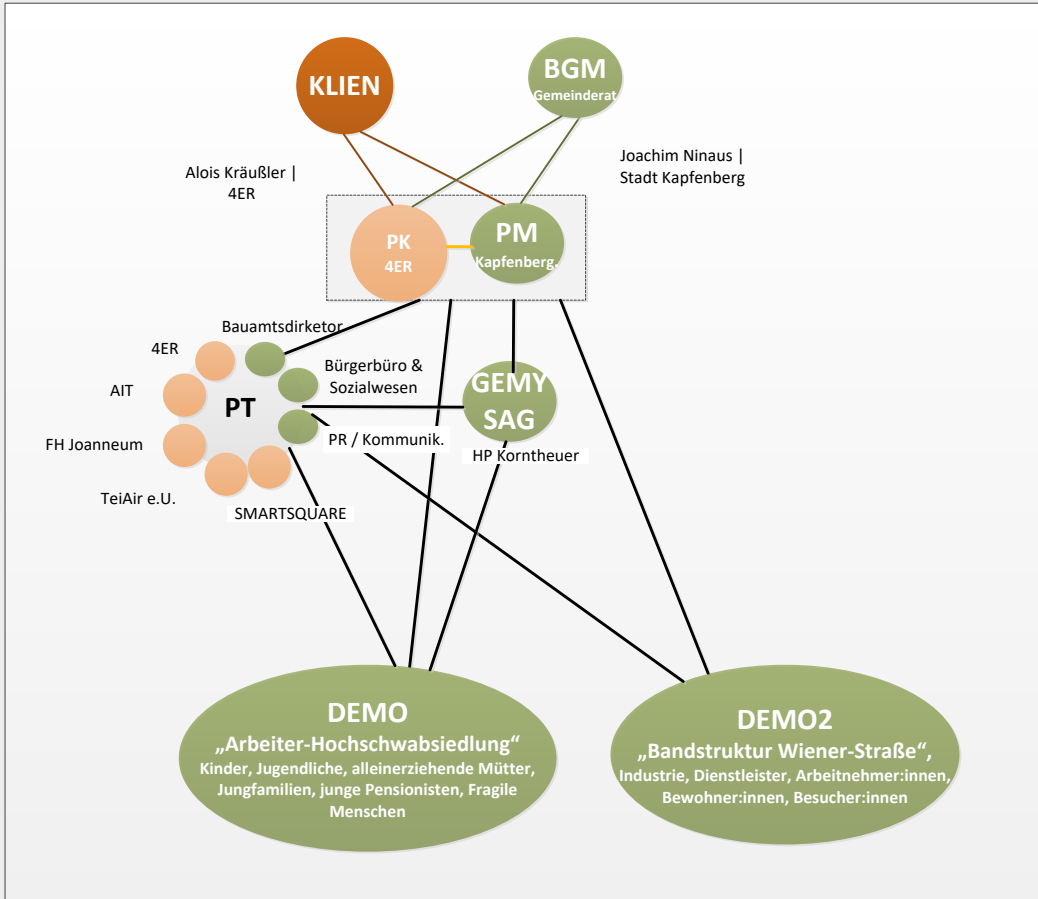 KLIEN
BGM
Gemeinderat
Alois Kräußler |
4ER
Joachim Ninaus |
Stadt Kapfenberg
PK
4ER
PM
Kapfenberg.
Bauamtsdirketor
4ER
Bürgerbüro &
Sozialwesen
AIT
PT
GEMY
SAG
FH Joanneum
PR / Kommunik.
HP Korntheuer
TeiAir e.U.
SMARTSQUARE
DEMO
„Arbeiter-Hochschwabsiedlung“
Kinder, Jugendliche, alleinerziehende Mütter,
Jungfamilien, junge Pensionisten, Fragile
Menschen
DEMO2
„Bandstruktur Wiener-Straße“,
Industrie, Dienstleister, Arbeitnehmer:innen,
Bewohner:innen, Besucher:innen